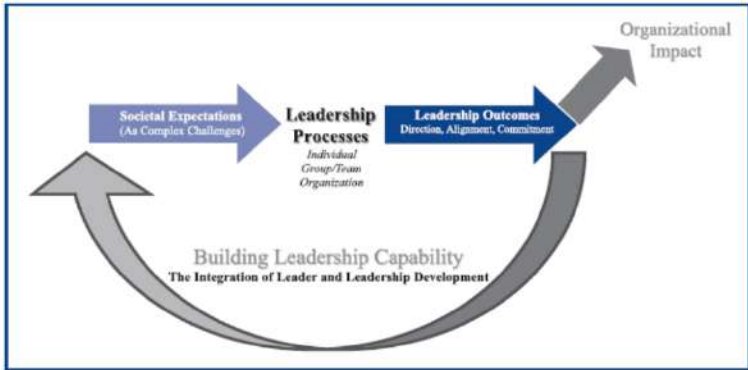 Organizational
Impact
Societal Expectations
(As Complex Challenges)
Leadership
Processes
Individual
Group/Team
Organization
Leadership Outcomes
Direction, Alignment, Commitment
Building Leadership Capability
The Integration of Leader and Leadership Development